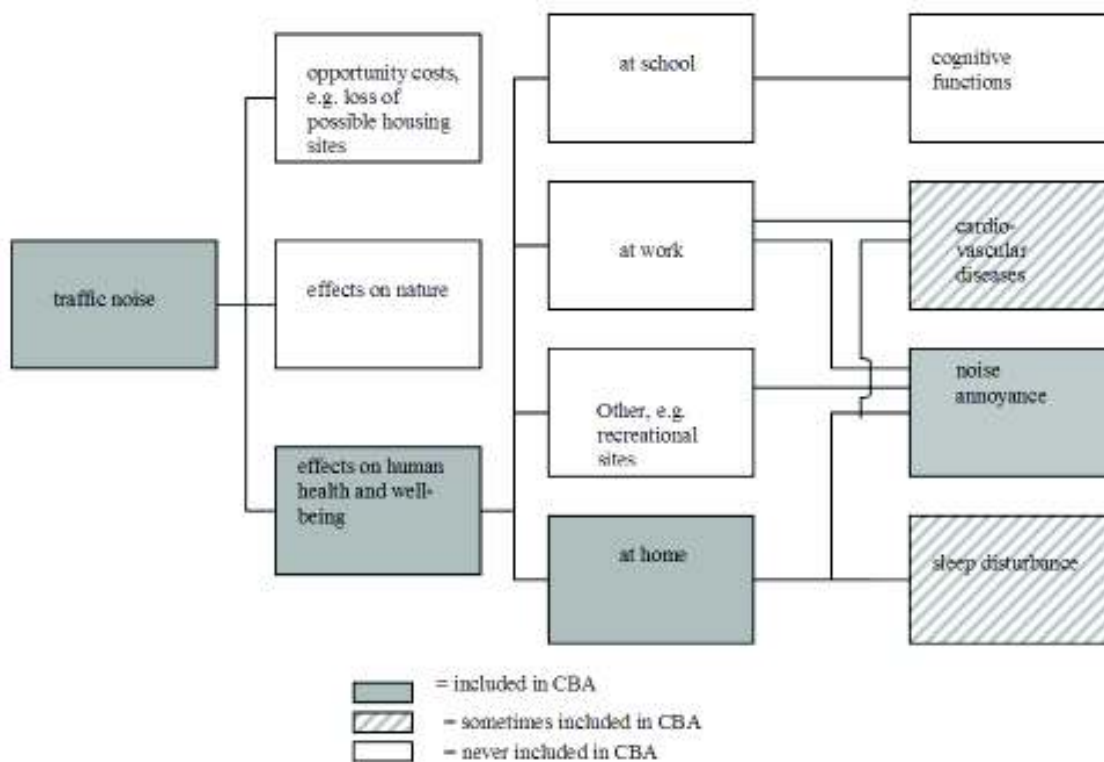 opportunity costs,
e.g. loss of
possible housing
sites
at school
cognitive
functions
traffic noise
effects on nature
at work
cardio-
vascular
diseases
effects on human
health and well-
being
Other, e.g.
recreational
sites
noise
annoyance
at home
sleep disturbance
= included in CBA
= sometimes included in CBA
= never included in CBA